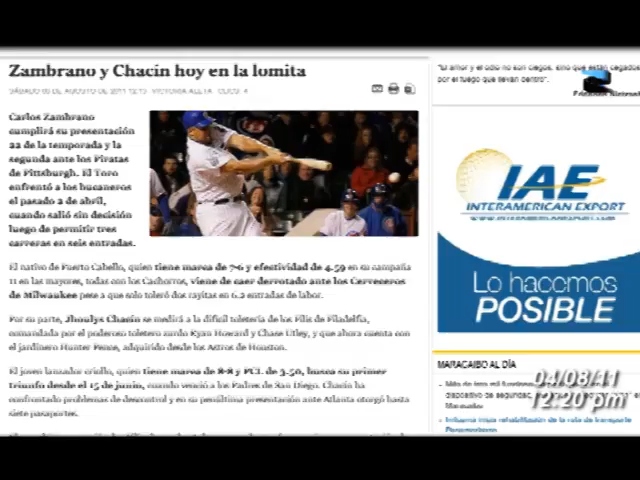 Zambrano y Chacín hoy en la lomita
"El amor y el odio no son ciegos, sino que están cegados
por el fuego que llevan dentro".
Carlos Zambrano
cumplirá su presentación
22 de la temporada y la
segunda ante los Piratas
de Pittsburgh. El Toro
enfrentó a los bucaneros
el pasado 2 de abril,
cuando salió sin decisión
luego de permitir tres
carreras en seis entradas.
El nativo de Puerto Cabello, quien tiene marca de 7-6 y efectividad de 4.59 en su campaña
11 en las mayores, todas con los Cachorros, viene de caer derrotado ante los Cerveceros
de Milwaukee pese a que solo toleró dos rayitas en 6.2 entradas de labor.
Por su parte, Jhoulys Chacín se medirá a la difícil toletería de los Filis de Filadelfia,
comandada por el poderoso toletero zurdo Ryan Howard y Chase Utley, y que ahora cuenta con
el jardinero Hunter Pence, adquirido desde los Astros de Houston.
El joven lanzador criollo, quien tiene marca de 8-8 y PCL de 3.50, busca su primer
triunfo desde el 15 de junio, cuando venció a los Padres de San Diego. Chacín ha
confrontado problemas de descontrol y en su penúltima presentación ante Atlanta otorgó hasta
siete pasaportes.
IAE
INTERAMERICAN EXPORT
Lo hacemos
POSIBLE
MARACAIBO AL DÍA
04/08/11
12:20 pm